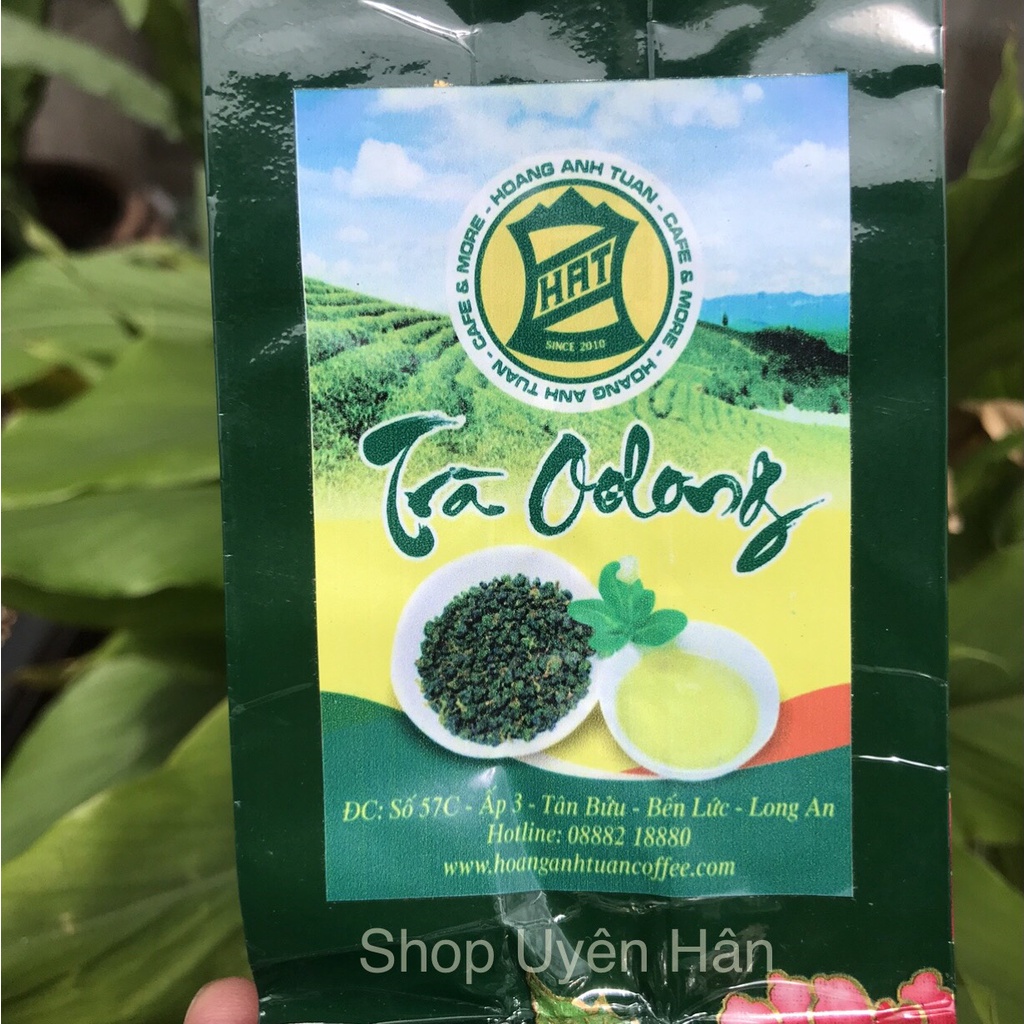 HOANG ANH TUAN - CAFE & MORE - HOANG ANH TUAN - CAFE & MORE -
HAT
SINCE 2010
Trà Oolong
ĐC: Số 57C - Ấp 3 - Tân Bửu - Bến Lức - Long An
Hotline: 08882 18880
www.hoanganhtuancoffee.com
Shop Uyên Hân